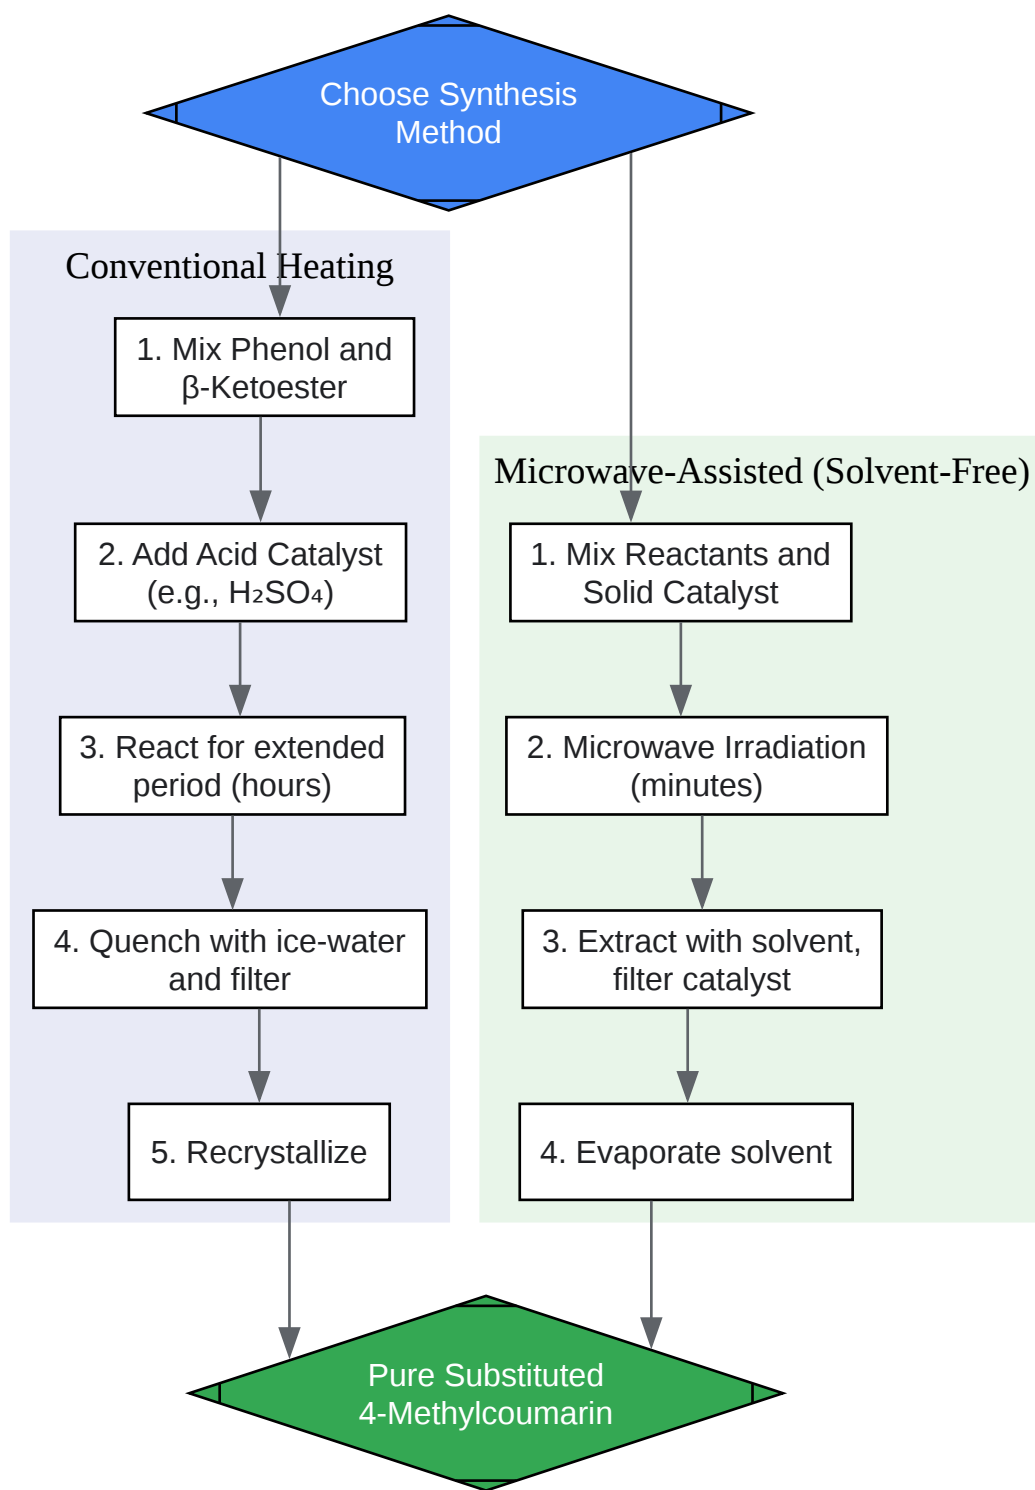 Choose Synthesis
Method
Conventional Heating
1. Mix Phenol and
β-Ketoester
2. Add Acid Catalyst
(e.g., H₂SO₄)
3. React for extended
period (hours)
4. Quench with ice-water
and filter
5. Recrystallize
Microwave-Assisted (Solvent-Free)
1. Mix Reactants and
Solid Catalyst
2. Microwave Irradiation
(minutes)
3. Extract with solvent,
filter catalyst
4. Evaporate solvent
Pure Substituted
4-Methylcoumarin